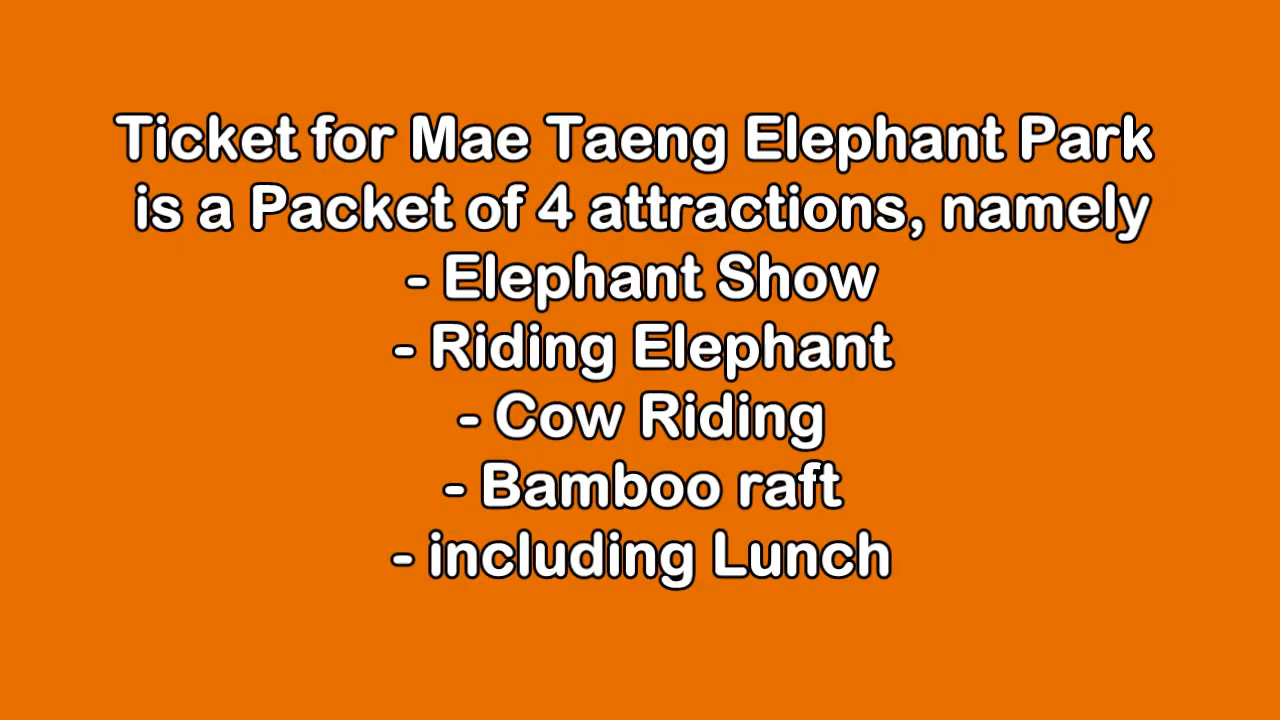 Ticket for Mae Taeng Elephant Park
is a Packet of 4 attractions, namely
- Elephant Show
- Riding Elephant
- Cow Riding
- Bamboo raft
- including Lunch